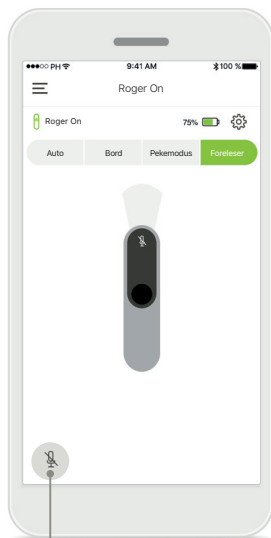 PH 9:41 AM 100 %
Roger On
Roger On 75%
Auto Bord Pekemodus Foreleser